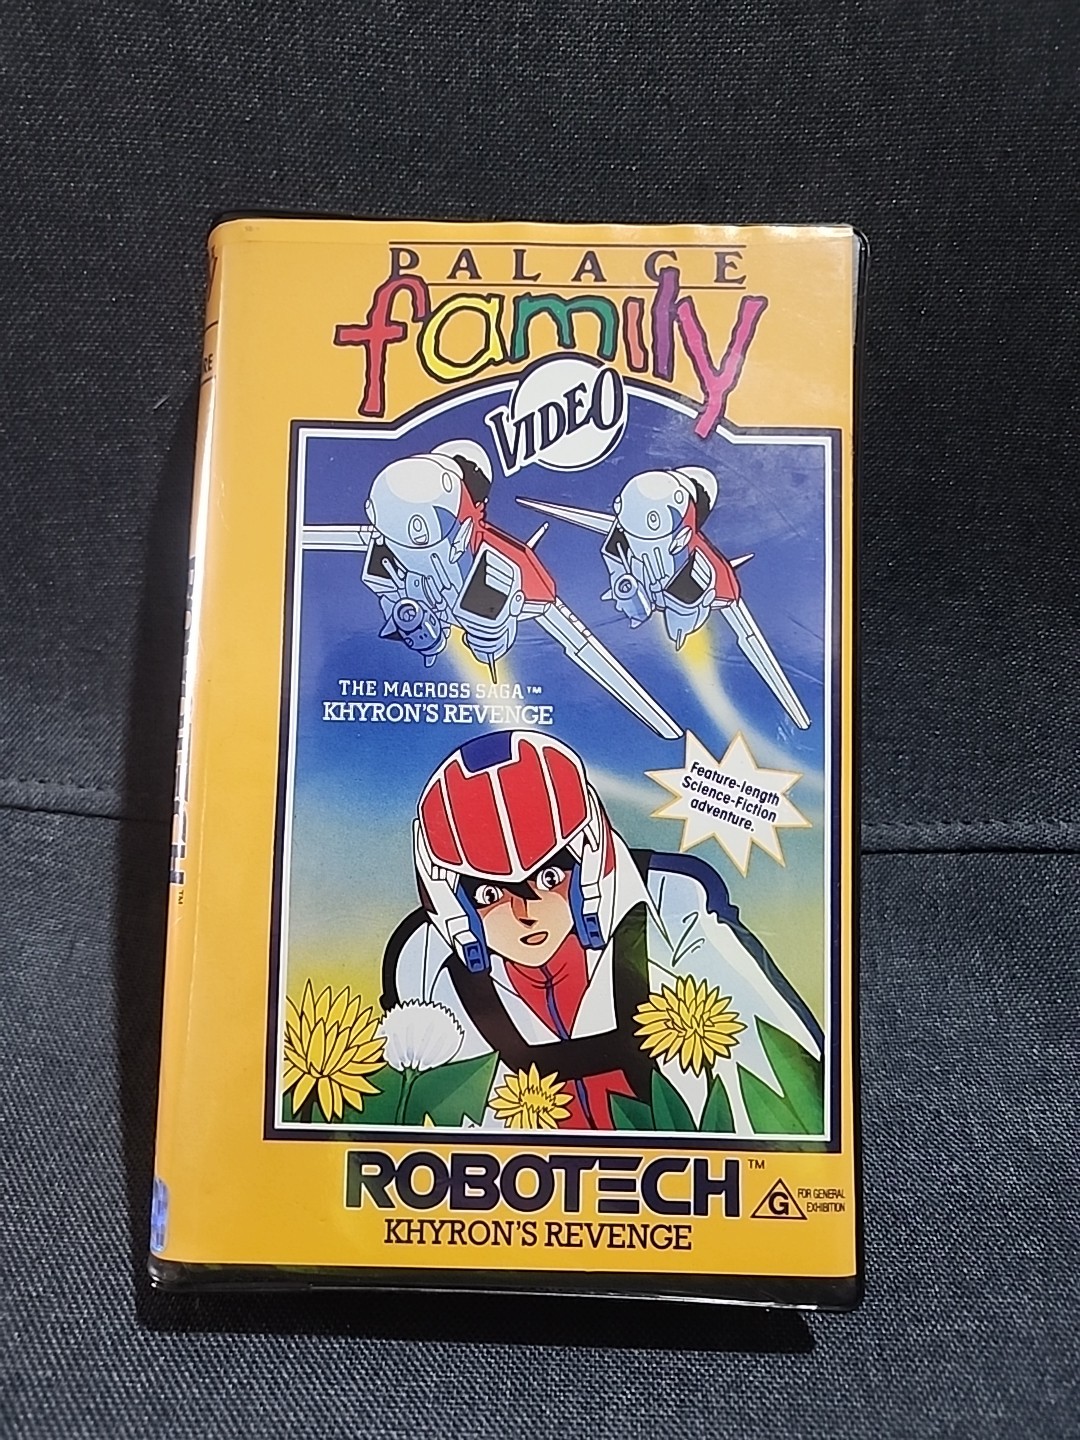 PALACE
family
VIDEO
THE MACROSS SAGA™
KHYRON'S REVENGE
Feature-length
Science-Fiction
adventure.
ROBOTECH™
KHYRON'S REVENGE
G FOR GENERAL
EXHIBITION